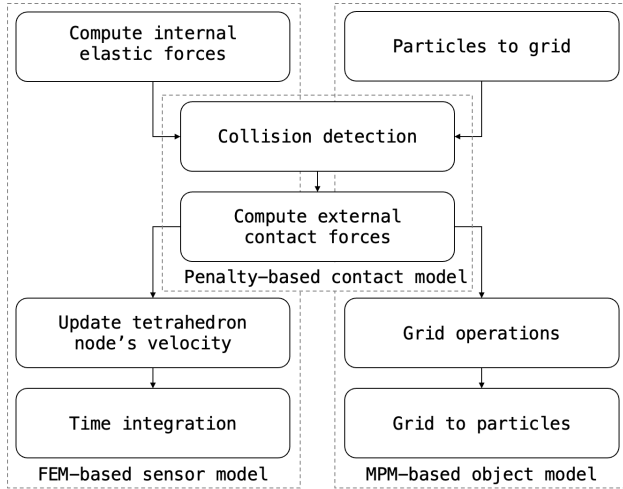 Compute internal
elastic forces
Particles to grid
Collision detection
Compute external
contact forces
Penalty-based contact model
Update tetrahedron
node's velocity
Grid operations
Time integration
Grid to particles
FEM-based sensor model
MPM-based object model